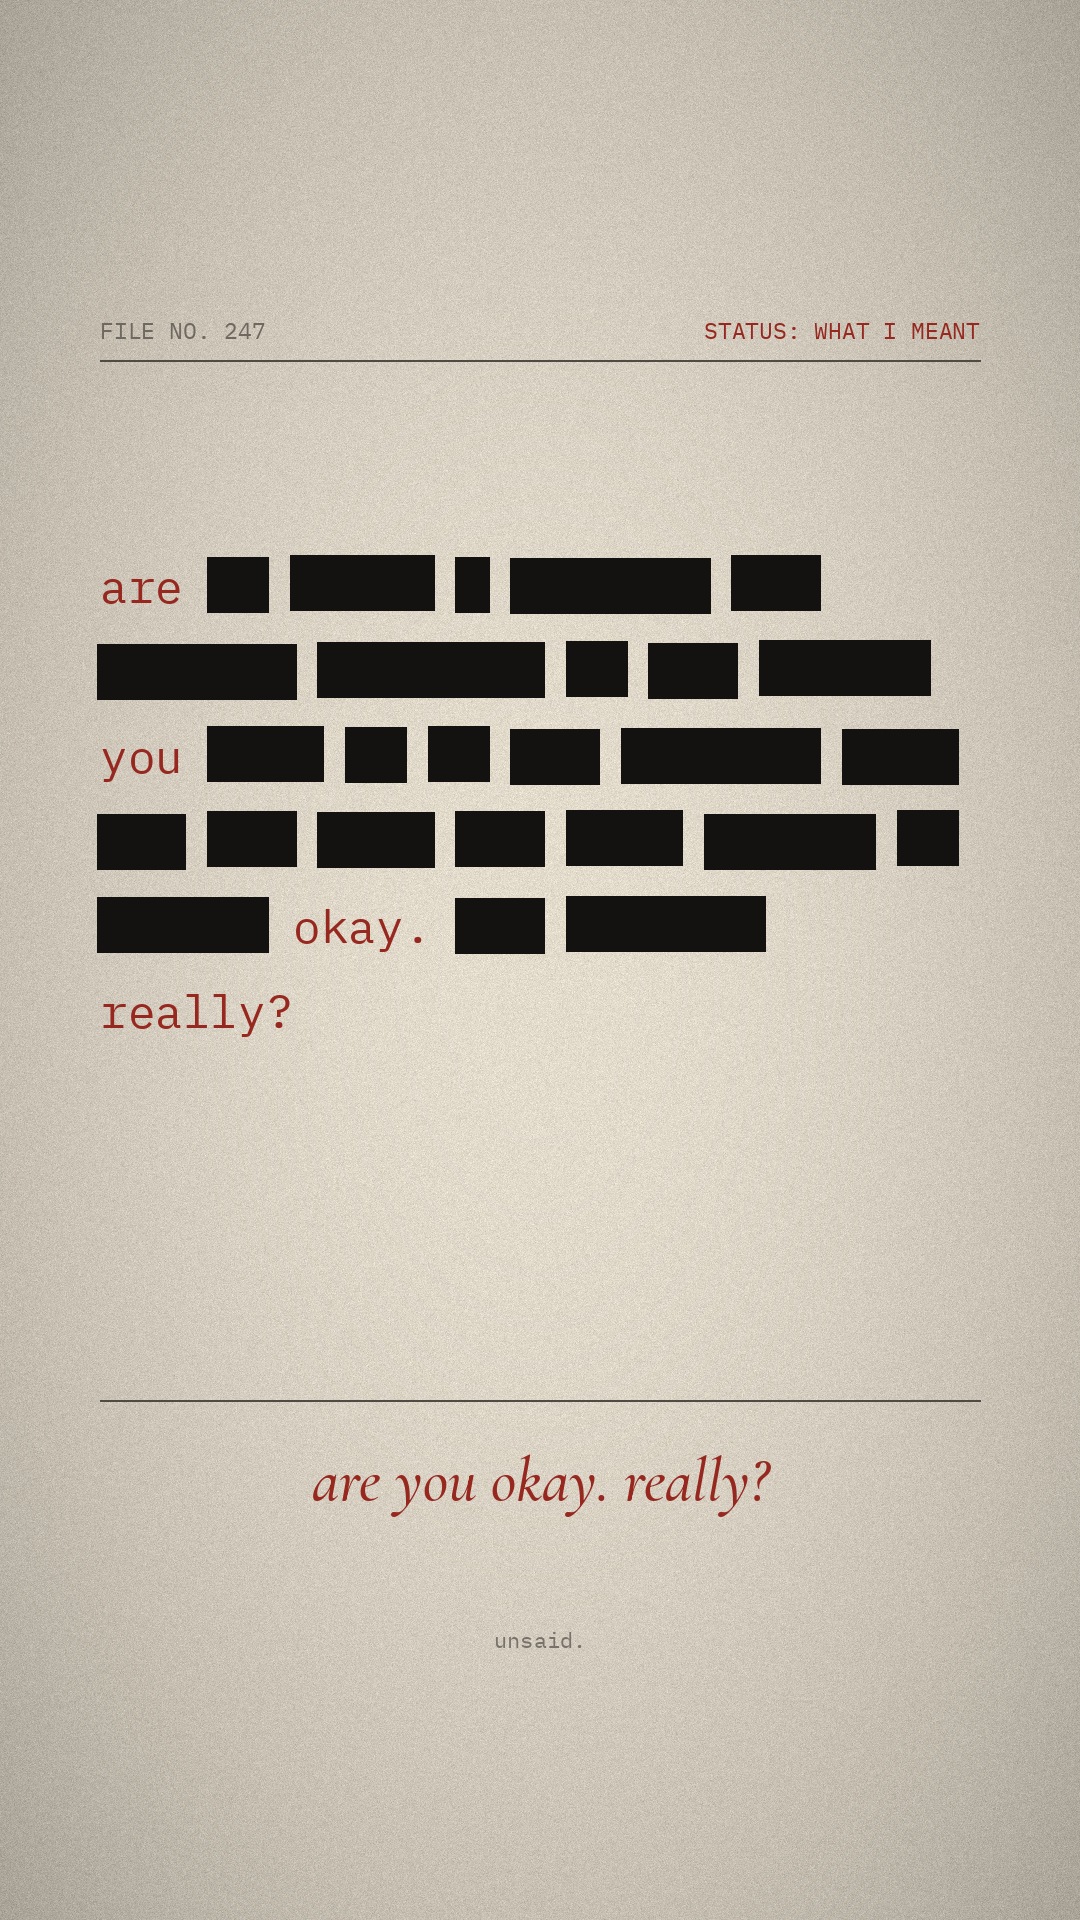 FILE NO. 247
STATUS: WHAT I MEANT
are
you
okay.
really?
are you okay. really?
unsaid.